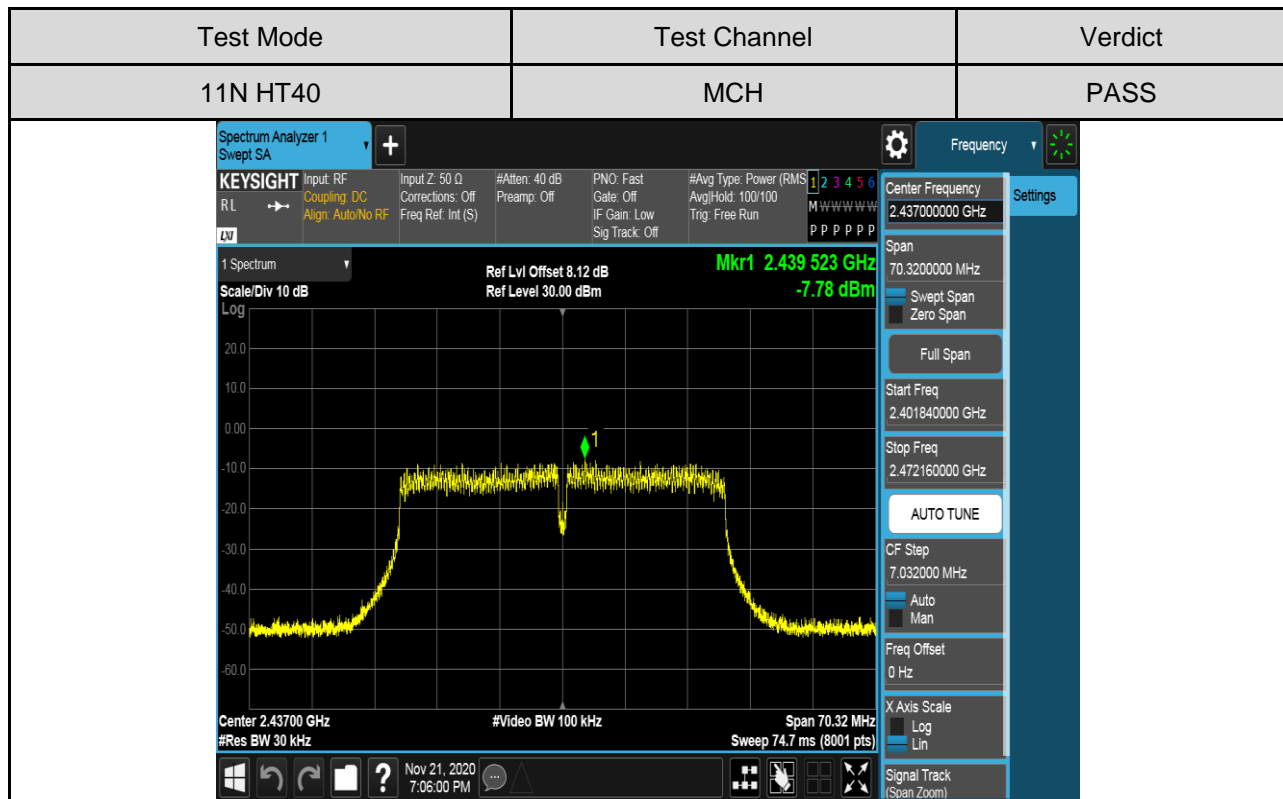 Test Mode Test Channel Verdict
11N HT40 MCH PASS
Spectrum Analyzer 1
Swept SA
+
Frequency
KEYSIGHT
R L
LXI
Input: RF
Coupling: DC
Align: Auto/No RF
Input Z: 50 Ω
Corrections: Off
Freq Ref: Int (S)
#Atten: 40 dB
Preamp: Off
PNO: Fast
Gate: Off
IF Gain: Low
Sig Track: Off
#Avg Type: Power (RMS
Avg|Hold: 100/100
Trig: Free Run
1 2 3 4 5 6
M W W W W W
P P P P P P
1 Spectrum
Scale/Div 10 dB
Ref Lvl Offset 8.12 dB
Ref Level 30.00 dBm
Mkr1 2.439 523 GHz
-7.78 dBm
Log
20.0
10.0
0.00
-10.0
-20.0
-30.0
-40.0
-50.0
-60.0
1
Center 2.43700 GHz
#Res BW 30 kHz
#Video BW 100 kHz
Span 70.32 MHz
Sweep 74.7 ms (8001 pts)
Center Frequency
2.437000000 GHz
Settings
Span
70.3200000 MHz
Swept Span
Zero Span
Full Span
Start Freq
2.401840000 GHz
Stop Freq
2.472160000 GHz
AUTO TUNE
CF Step
7.032000 MHz
Auto
Man
Freq Offset
0 Hz
X Axis Scale
Log
Lin
Signal Track
(Span Zoom)
?
Nov 21, 2020
7:06:00 PM